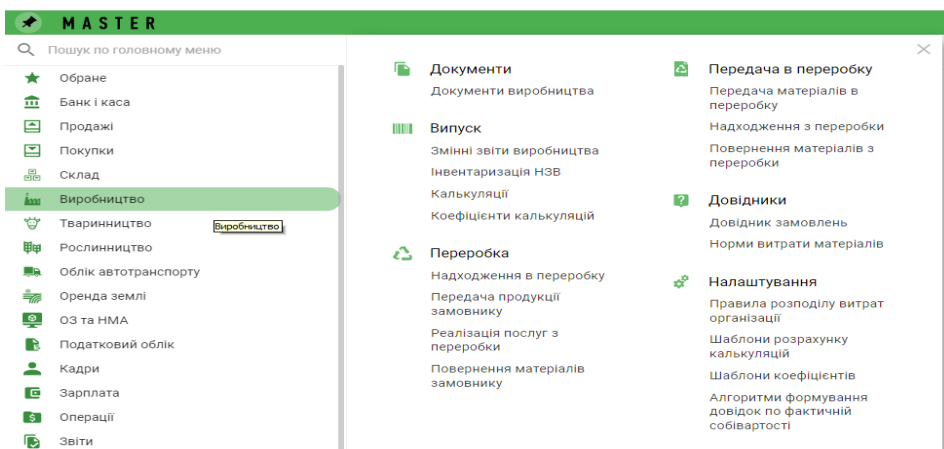 MASTER
Пошук по головному меню
Обране
Банк і каса
Продажі
Покупки
Склад
Виробництво
Виробництво
Тваринництво
Рослинництво
Облік автотранспорту
Оренда землі
ОЗ та НМА
Податковий облік
Кадри
Зарплата
Операції
Звіти
Документи
Документи виробництва
Випуск
Змінні звіти виробництва
Інвентаризація НЗВ
Калькуляції
Коефіцієнти калькуляцій
Переробка
Надходження в переробку
Передача продукції
замовнику
Реалізація послуг з
переробки
Повернення матеріалів
замовнику
Передача в переробку
Передача матеріалів в
переробку
Надходження з переробки
Повернення матеріалів з
переробки
Довідники
Довідник замовлень
Норми витрати матеріалів
Налаштування
Правила розподілу витрат
організації
Шаблони розрахунку
калькуляцій
Шаблони коефіцієнтів
Алгоритми формування
довідок по фактичній
собівартості